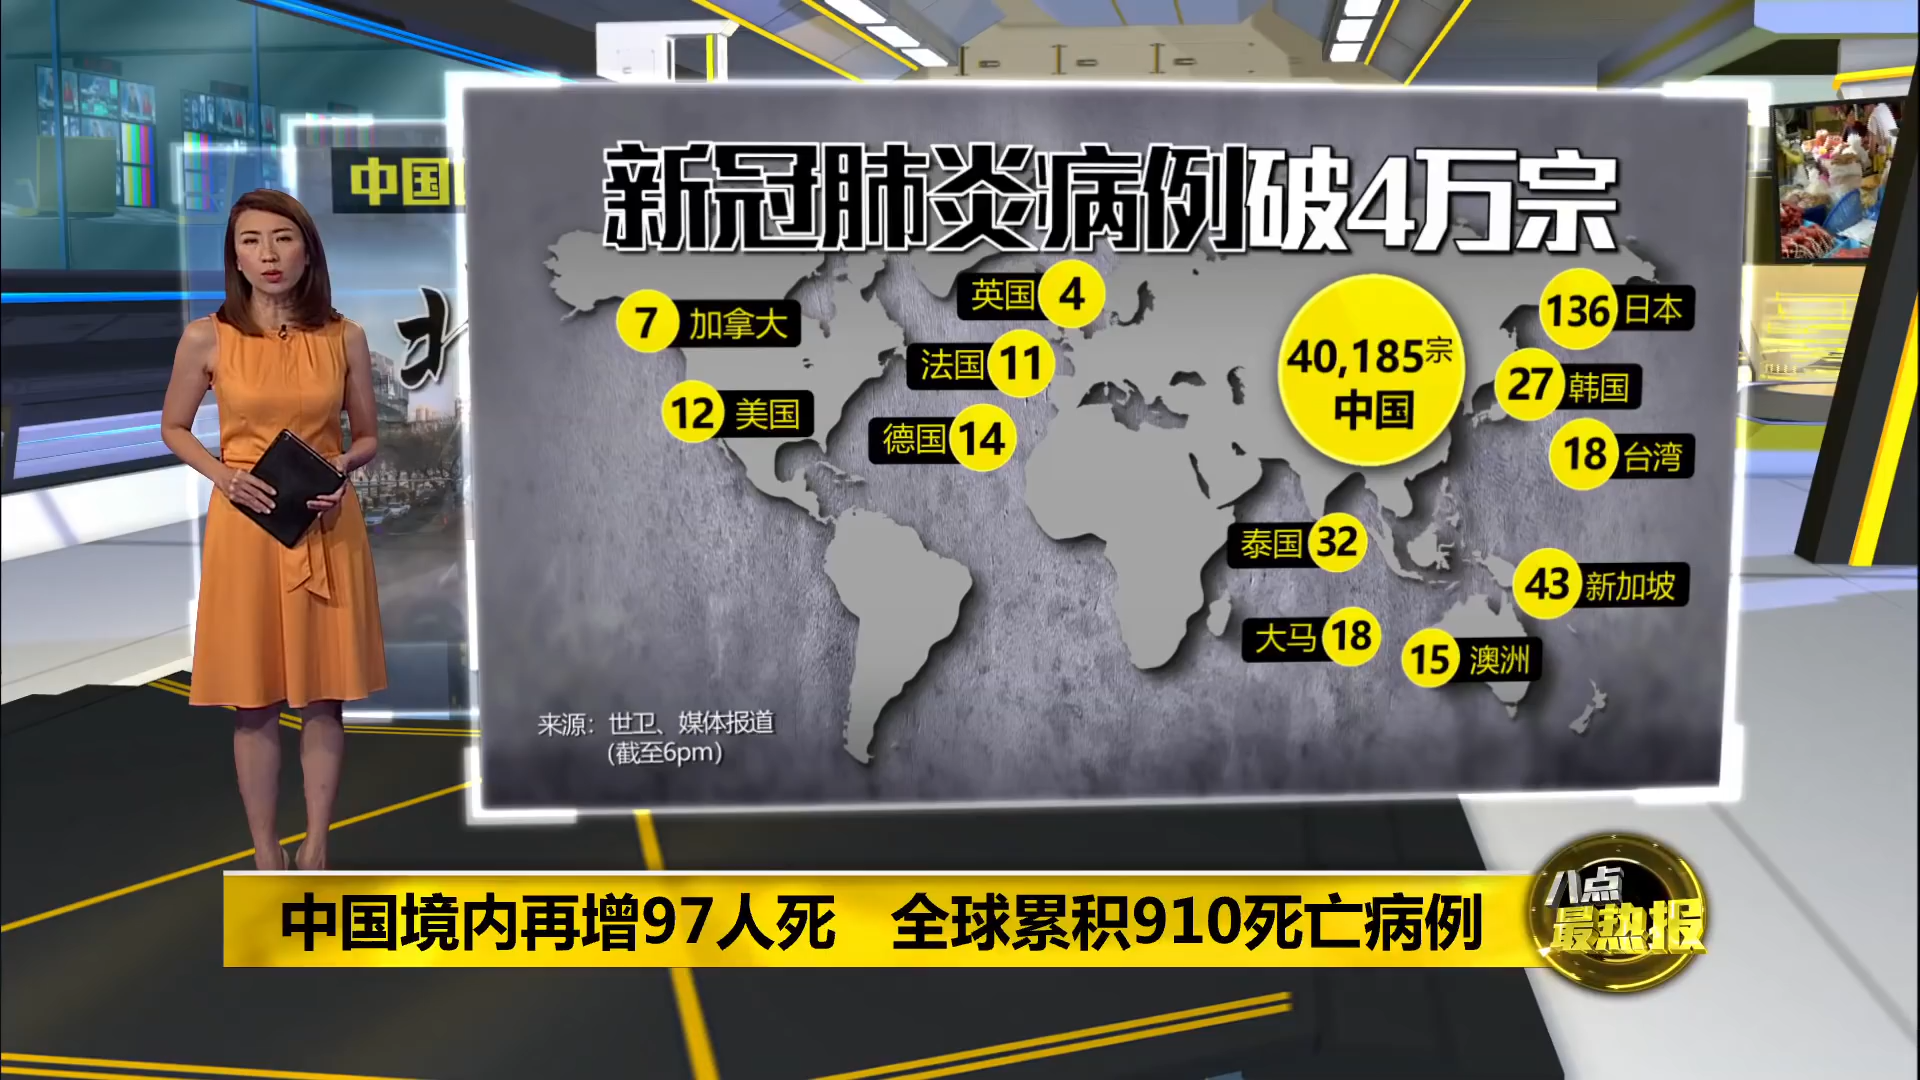 中国
北
新冠肺炎病例破4万宗
7 加拿大
英国 4
136 日本
法国 11
40,185宗
中国
27 韩国
12 美国
德国 14
18 台湾
泰国 32
43 新加坡
大马 18
15 澳洲
来源：世卫、媒体报道
(截至6pm)
中国境内再增97人死 全球累积910死亡病例
八点
最热报